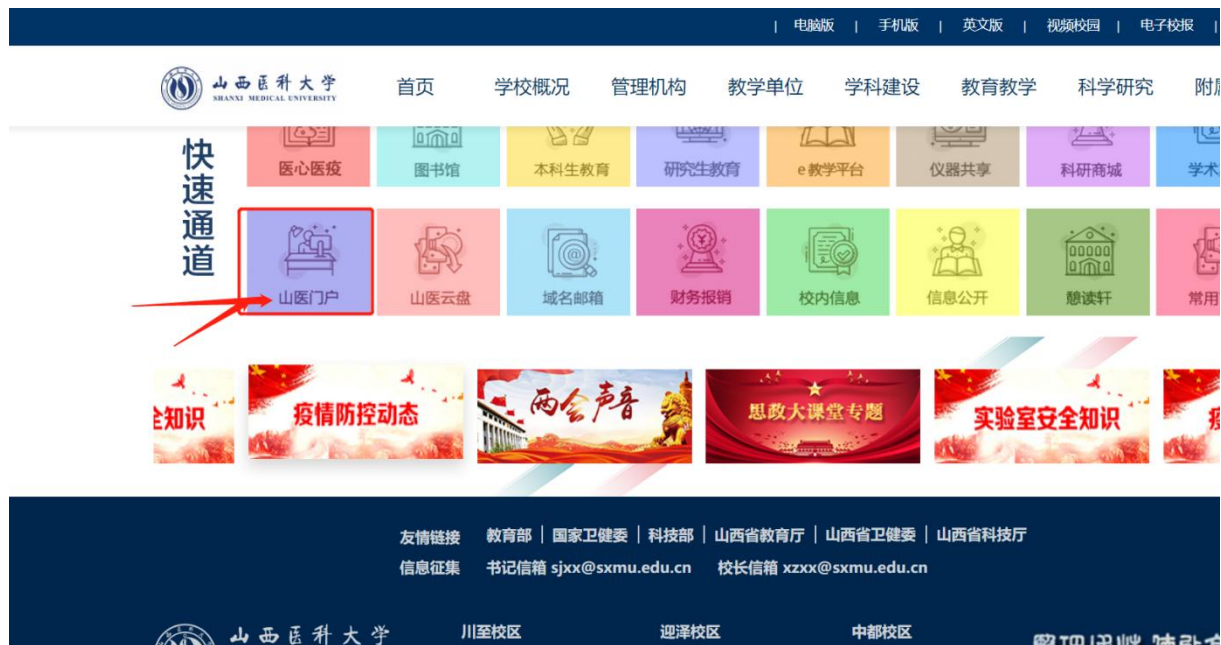 | 电脑版 | 手机版 | 英文版 | 视频校园 | 电子校报 |
山西医科大学
SHANXI MEDICAL UNIVERSITY
首页 学校概况 管理机构 教学单位 学科建设 教育教学 科学研究
快速通道
医心医疫 图书馆 本科生教育 研究生教育 e教学平台 仪器共享 科研商城 学术
山医门户 山医云盘 域名邮箱 财务报销 校内信息 信息公开 憩读轩 常用
全知识 疫情防控动态 两会声音 思政大课堂专题 实验室安全知识
友情链接 教育部 | 国家卫健委 | 科技部 | 山西省教育厅 | 山西省卫健委 | 山西省科技厅
信息征集 书记信箱 sjxx@sxmu.edu.cn 校长信箱 xzxx@sxmu.edu.cn
山西医科大学 川至校区 迎泽校区 中都校区